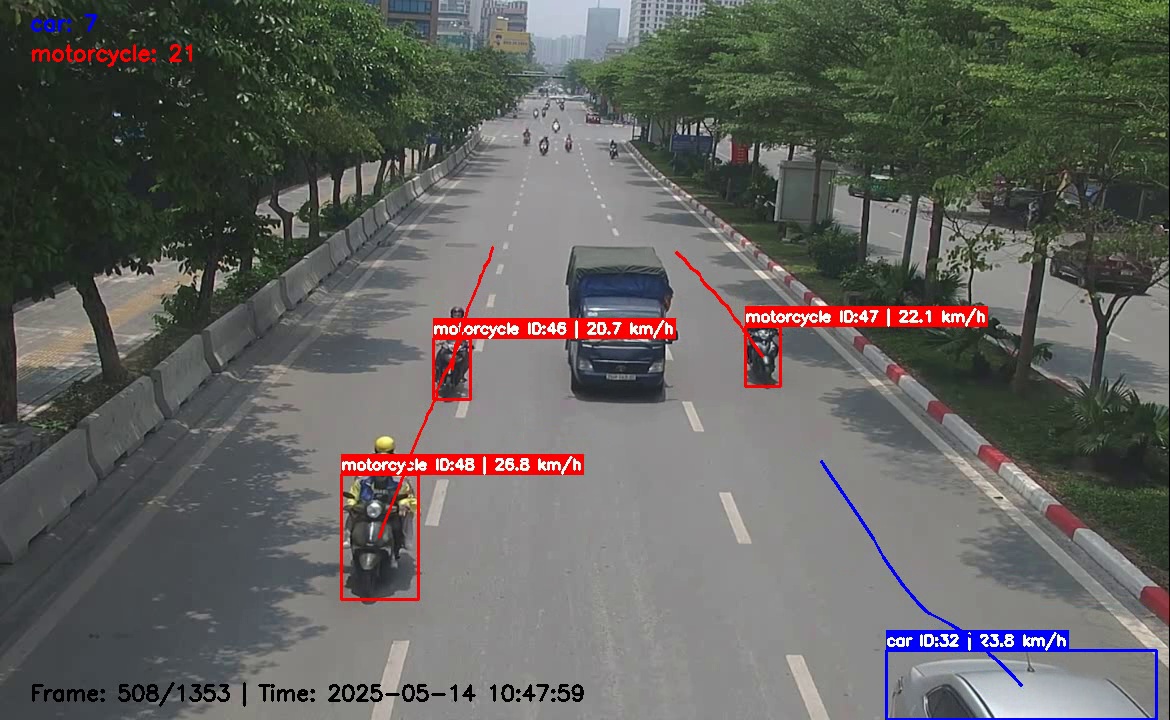 car: 7
motorcycle: 21
motorcycle ID:47 | 22.1 km/h
motorcycle ID:46 | 20.7 km/h
motorcycle ID:48 | 26.8 km/h
car ID:32 | 23.8 km/h
Frame: 508/1353 | Time: 2025-05-14 10:47:59